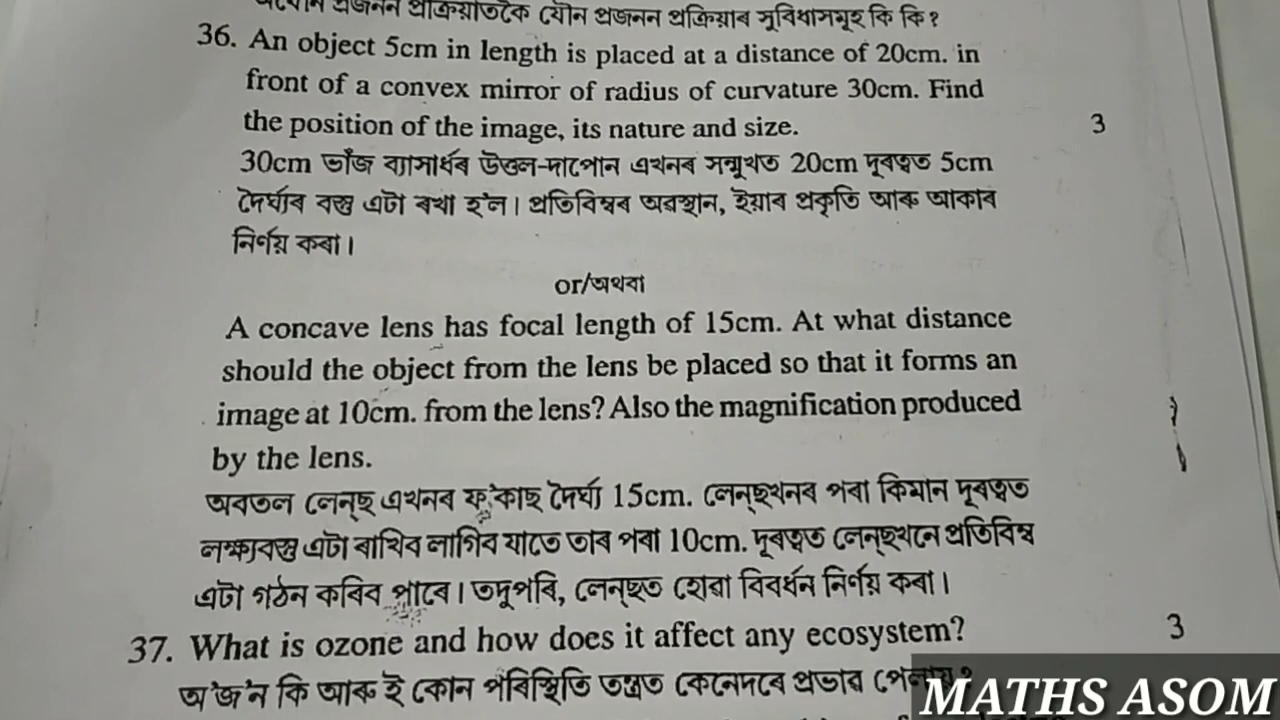 অযৌন প্ৰজনন প্ৰক্ৰিয়াতকৈ যৌন প্ৰজনন প্ৰক্ৰিয়াৰ সুবিধাসমূহ কি কি?
36. An object 5cm in length is placed at a distance of 20cm. in
front of a convex mirror of radius of curvature 30cm. Find
the position of the image, its nature and size. 3
30cm ভাঁজ ব্যাসাৰ্ধৰ উত্তল-দাপোন এখনৰ সন্মুখত 20cm দূৰত্বত 5cm
দৈৰ্ঘ্যৰ বস্তু এটা ৰখা হ'ল। প্ৰতিবিম্বৰ অৱস্থান, ইয়াৰ প্ৰকৃতি আৰু আকাৰ
নিৰ্ণয় কৰা।
or/অথবা
A concave lens has focal length of 15cm. At what distance
should the object from the lens be placed so that it forms an
image at 10cm. from the lens? Also the magnification produced
by the lens.
অবতল লেন্‌ছ এখনৰ ফ'কাছ দৈৰ্ঘ্য 15cm. লেন্‌ছখনৰ পৰা কিমান দূৰত্বত
লক্ষ্যবস্তু এটা ৰাখিব লাগিব যাতে তাৰ পৰা 10cm. দূৰত্বত লেন্‌ছখনে প্ৰতিবিম্ব
এটা গঠন কৰিব পাৰে। তদুপৰি, লেন্‌ছত হোৱা বিবৰ্ধন নিৰ্ণয় কৰা।
37. What is ozone and how does it affect any ecosystem? 3
অ'জ'ন কি আৰু ই কোন পৰিস্থিতি তন্ত্ৰত কেনেদৰে প্ৰভাৱ পেলায়?
MATHS ASOM